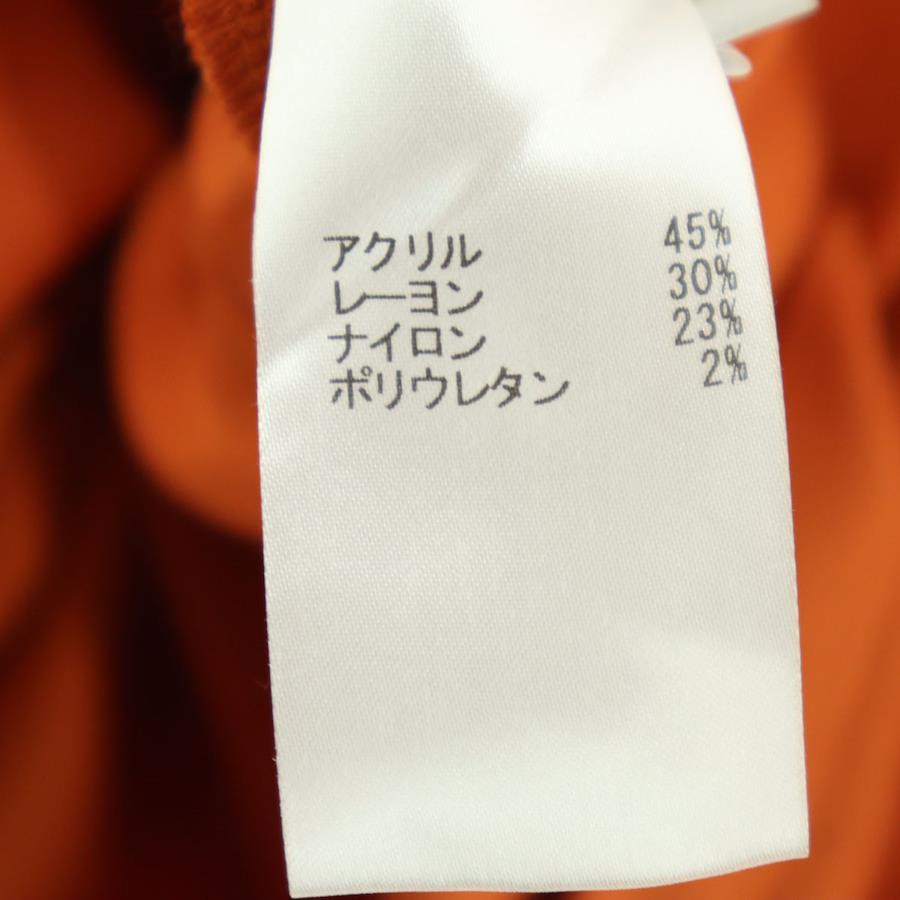 アクリル 45%
レーヨン 30%
ナイロン 23%
ポリウレタン 2%